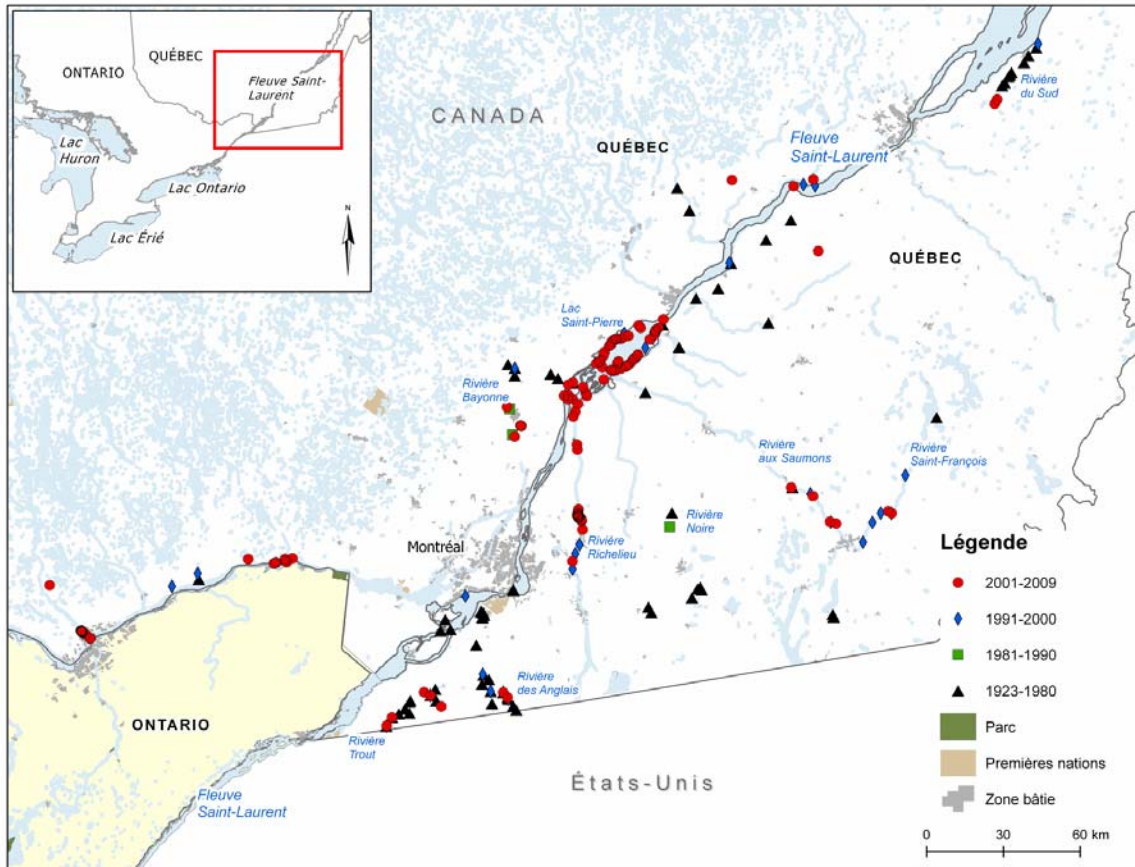 QUÉBEC
ONTARIO
Fleuve Saint-
Laurent
Lac
Huron
Lac Ontario
Lac Érié
N
CANADA
QUÉBEC
Fleuve
Saint-Laurent
Rivière
du Sud
QUÉBEC
Lac
Saint-Pierre
Rivière
Bayonne
Rivière
aux Saumons
Rivière
Saint-François
Rivière
Noire
Montréal
Rivière
Richelieu
Rivière
des Anglais
ONTARIO
Rivière
Trout
Fleuve
Saint-Laurent
États-Unis
Légende
2001-2009
1991-2000
1981-1990
1923-1980
Parc
Premières nations
Zone bâtie
0 30 60 km